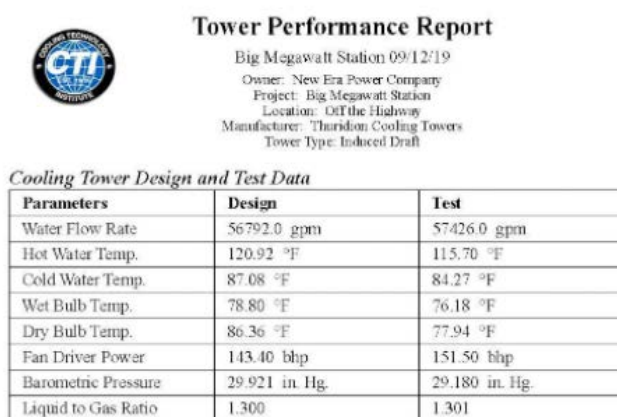 Tower Performance Report
Big Megawatt Station 09/12/19
Owner: New Era Power Company
Project: Big Megawatt Station
Location: Off the Highway
Manufacturer: Thuridion Cooling Towers
Tower Type: Induced Draft
COOLING TECHNOLOGY
CTI
INSTITUTE
Cooling Tower Design and Test Data
Parameters Design Test
Water Flow Rate 56792.0 gpm 57426.0 gpm
Hot Water Temp. 120.92 °F 115.70 °F
Cold Water Temp. 87.08 °F 84.27 °F
Wet Bulb Temp. 78.80 °F 76.18 °F
Dry Bulb Temp. 86.36 °F 77.94 °F
Fan Driver Power 143.40 bhp 151.50 bhp
Barometric Pressure 29.921 in. Hg. 29.180 in. Hg.
Liquid to Gas Ratio 1.300 1.301